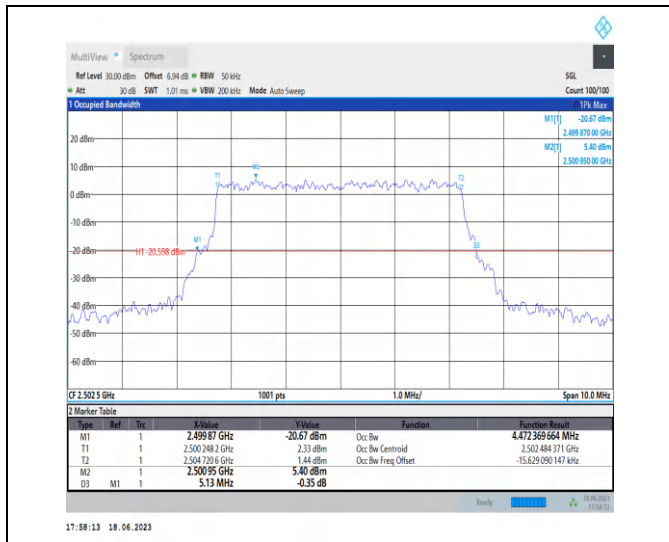 MultiView Spectrum
Ref Level 30.00 dBm Offset 6.94 dB RBW 50 kHz SGL
Att 30 dB SWT 1.01 ms VBW 200 kHz Mode Auto Sweep Count 100/100
1 Occupied Bandwidth 1Pk Max
M1[1] -20.67 dBm
2.499 870 00 GHz
M2[1] 5.40 dBm
2.500 950 00 GHz
20 dBm
10 dBm
T1 M2 T2
0 dBm
-10 dBm
M1 D3
-20 dBm H1 -20.598 dBm
-30 dBm
-40 dBm
-50 dBm
-60 dBm
CF 2.502 5 GHz 1001 pts 1.0 MHz/ Span 10.0 MHz
2 Marker Table
Type Ref Trc X-Value Y-Value Function Function Result
M1 1 2.499 87 GHz -20.67 dBm Occ Bw 4.472 369 664 MHz
T1 1 2.500 248 2 GHz 2.33 dBm Occ Bw Centroid 2.502 484 371 GHz
T2 1 2.504 720 6 GHz 1.44 dBm Occ Bw Freq Offset -15.629 090 147 kHz
M2 1 2.500 95 GHz 5.40 dBm
D3 M1 1 5.13 MHz -0.35 dB
Ready 18.06.2023
17:58:12
17:58:13 18.06.2023